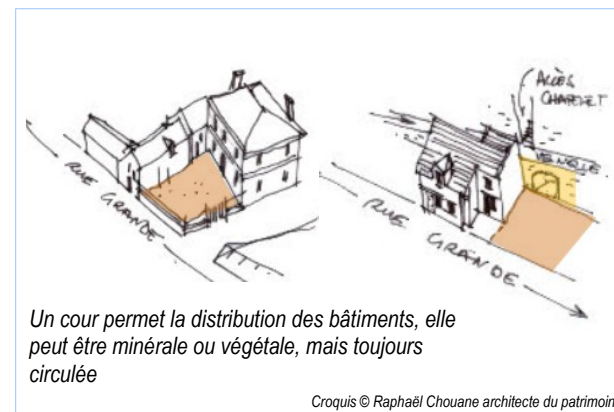 ACCÈS
CHARTET
VENELLE
RUE GRANDE
RUE GRANDE
Un cour permet la distribution des bâtiments, elle
peut être minérale ou végétale, mais toujours
circulée
Croquis © Raphaël Chouane architecte du patrimoin